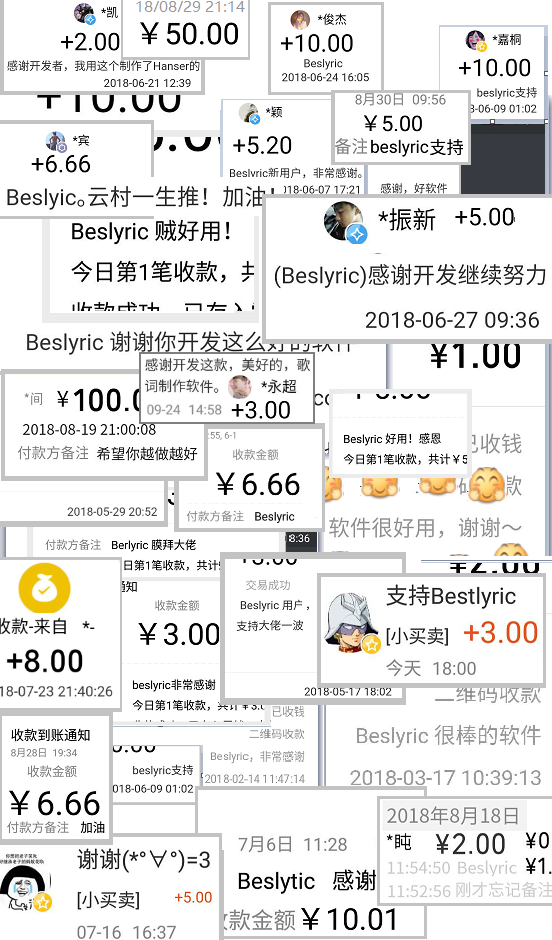 *凯
+2.00
感谢开发者，我用这个制作了Hanser的
2018-06-21 12:39
18/08/29 21:14
￥50.00
*俊杰
+10.00
Beslyric
2018-06-24 16:05
*嘉桐
+10.00
beslyric支持
-06-09 01:02
+10.00
*宾
+6.66
*颖
+5.20
Beslyric新用户，非常感谢。
2018-06-07 17:21
8月30日 09:56
￥5.00
备注 beslyric支持
感谢，好软件
Beslyic。云村一生推！加油！
Beslyric 贼好用！
今日第1笔收款，共
收款成功，已存入
*振新 +5.00
(Beslyric)感谢开发继续努力
2018-06-27 09:36
Beslyric 谢谢你开发这么好的软件
￥1.00
感谢开发这款，美好的，歌
词制作软件。
*永超
09-24 14:58 +3.00
*间 ￥100.0
2018-08-19 21:00:08
付款方备注 希望你越做越好
2018-05-29 20:52
:55, 6-1
收款金额
￥6.66
付款方备注 Beslyric
Beslyric 好用！感恩
今日第1笔收款，共计￥5
已收钱
码收款
软件很好用，谢谢～
￥2.00
8:36
付款方备注 Berlyric 膜拜大佬
日第1笔收款，共计
收款-来自 *-
+8.00
18-07-23 21:40:26
通知
收款金额
￥3.00
beslyric非常感谢
今日第1笔收款，共计￥3.0
+3.00
交易成功
Beslyric 用户，
支持大佬一波
2018-05-17 18:02
支持Bestlyric
[小买卖] +3.00
今天 18:00
二维码收款
Beslyric 很棒的软件
2018-03-17 10:39:13
收款到账通知
8月28日 19:34
收款金额
￥6.66
付款方备注 加油
beslyric支持
2018-06-09 01:02
已收钱
二维码收款
Beslyric，非常感谢
2018-02-14 11:47:14
谢谢(*°∀°)=3
[小买卖] +5.00
07-16 16:37
7月6日 11:28
Beslytic 感谢
收款金额￥10.01
2018年8月18日
*盹 ￥2.00 ￥0
11:54:50 Beslyric ￥1.
11:52:56 刚才忘记备注